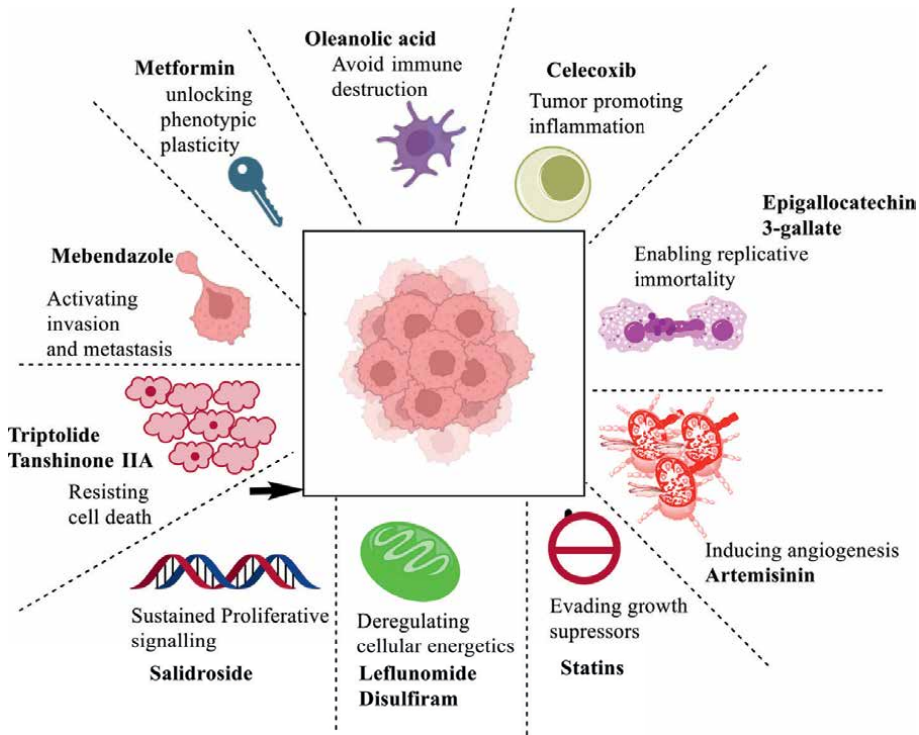 Oleanolic acid
Avoid immune
destruction
Celecoxib
Tumor promoting
inflammation
Epigallocatechin
3-gallate
Enabling replicative
immortality
Inducing angiogenesis
Artemisinin
Evading growth
supressors
Statins
Deregulating
cellular energetics
Leflunomide
Disulfiram
Sustained Proliferative
signalling
Salidroside
Triptolide
Tanshinone IIA
Resisting
cell death
Mebendazole
Activating
invasion
and metastasis
Metformin
unlocking
phenotypic
plasticity